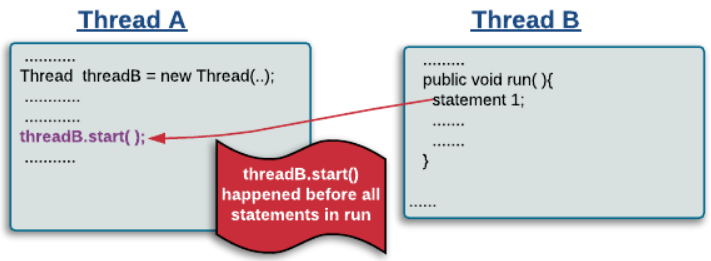 Thread A
...........
Thread  threadB = new Thread(..);
............
............
threadB.start( );
...........
Thread B
.........
public void run( ){
statement 1;
.......
.......
}
......
threadB.start()
happened before all
statements in run